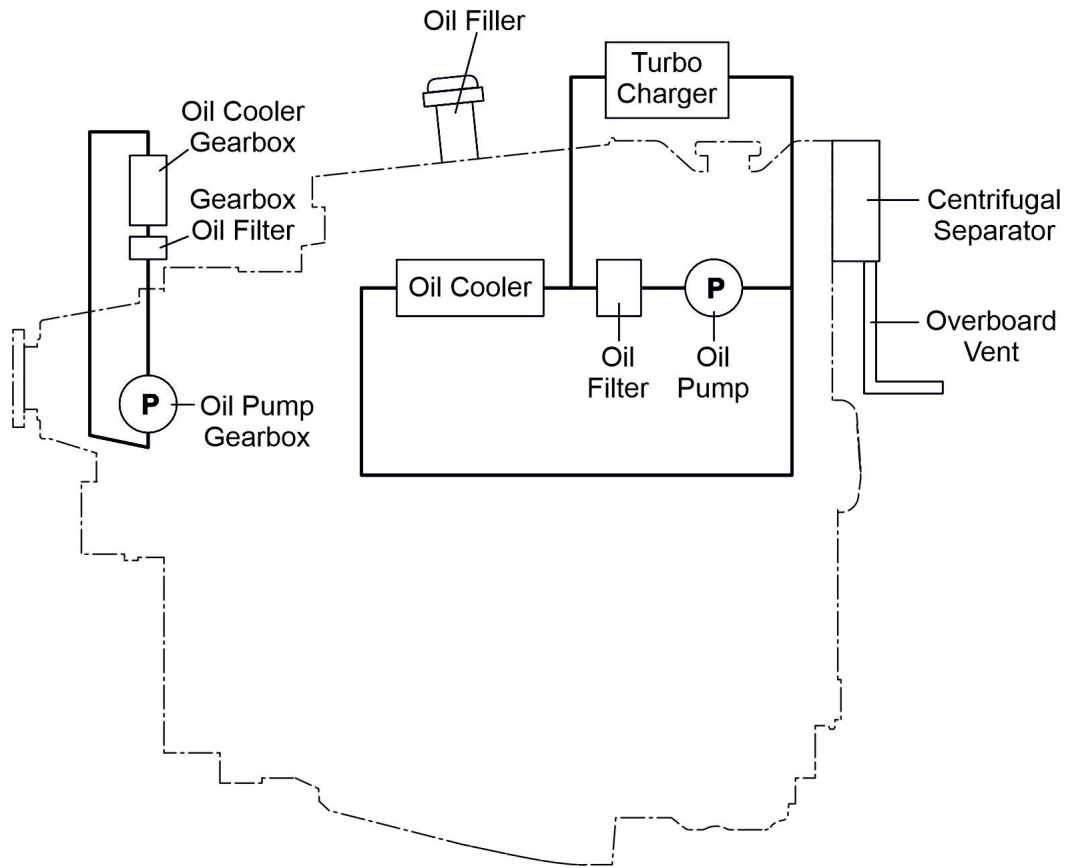 Oil Filler
Turbo
Charger
Oil Cooler
Gearbox
Gearbox
Oil Filter
Centrifugal
Separator
Oil Cooler
P
Overboard
Vent
Oil
Filter
Oil
Pump
P
Oil Pump
Gearbox